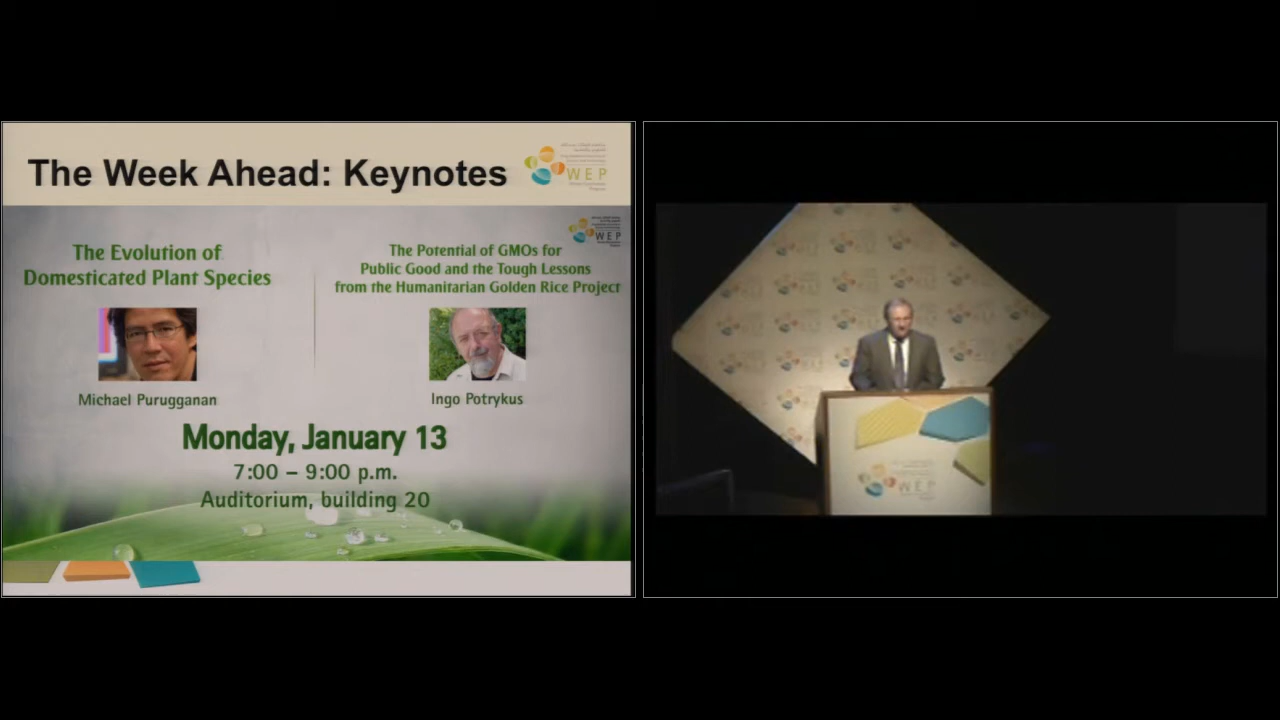 The Week Ahead: Keynotes
WEP
WEP
The Evolution of
Domesticated Plant Species
The Potential of GMOs for
Public Good and the Tough Lessons
from the Humanitarian Golden Rice Project
Michael Purugganan
Ingo Potrykus
Monday, January 13
7:00 – 9:00 p.m.
Auditorium, building 20
WEP